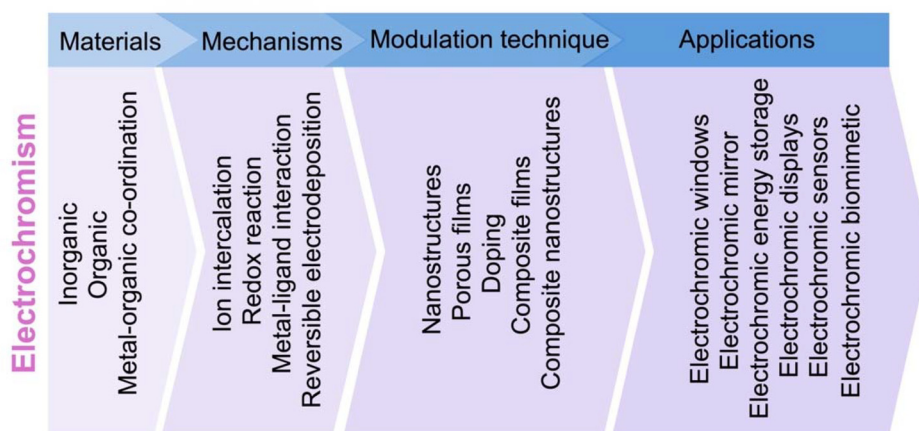 Electrochromism
Materials
Mechanisms
Modulation technique
Applications
Inorganic
Organic
Metal-organic co-ordination
Ion intercalation
Redox reaction
Metal-ligand interaction
Reversible electrodeposition
Nanostructures
Porous films
Doping
Composite films
Composite nanostructures
Electrochromic windows
Electrochromic mirror
Electrochromic energy storage
Electrochromic displays
Electrochromic sensors
Electrochromic biomimetic